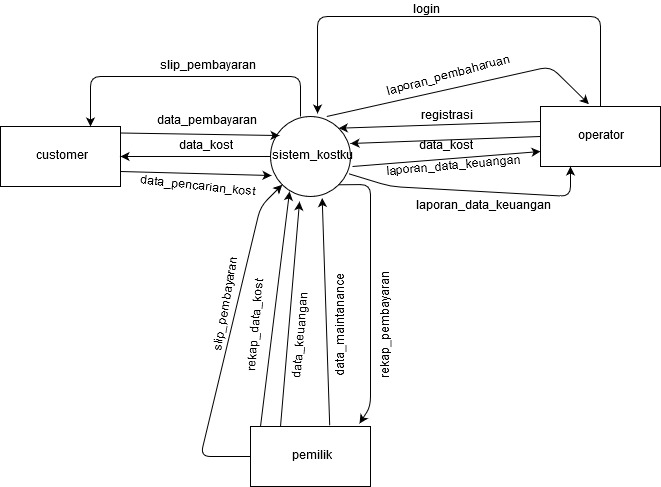 login
slip_pembayaran
laporan_pembaharuan
data_pembayaran
registrasi
operator
customer
data_kost
sistem_kostku
data_kost
laporan_data_keuangan
data_pencarian_kost
laporan_data_keuangan
slip_pembayaran
rekap_data_kost
data_keuangan
data_maintanance
rekap_pembayaran
pemilik